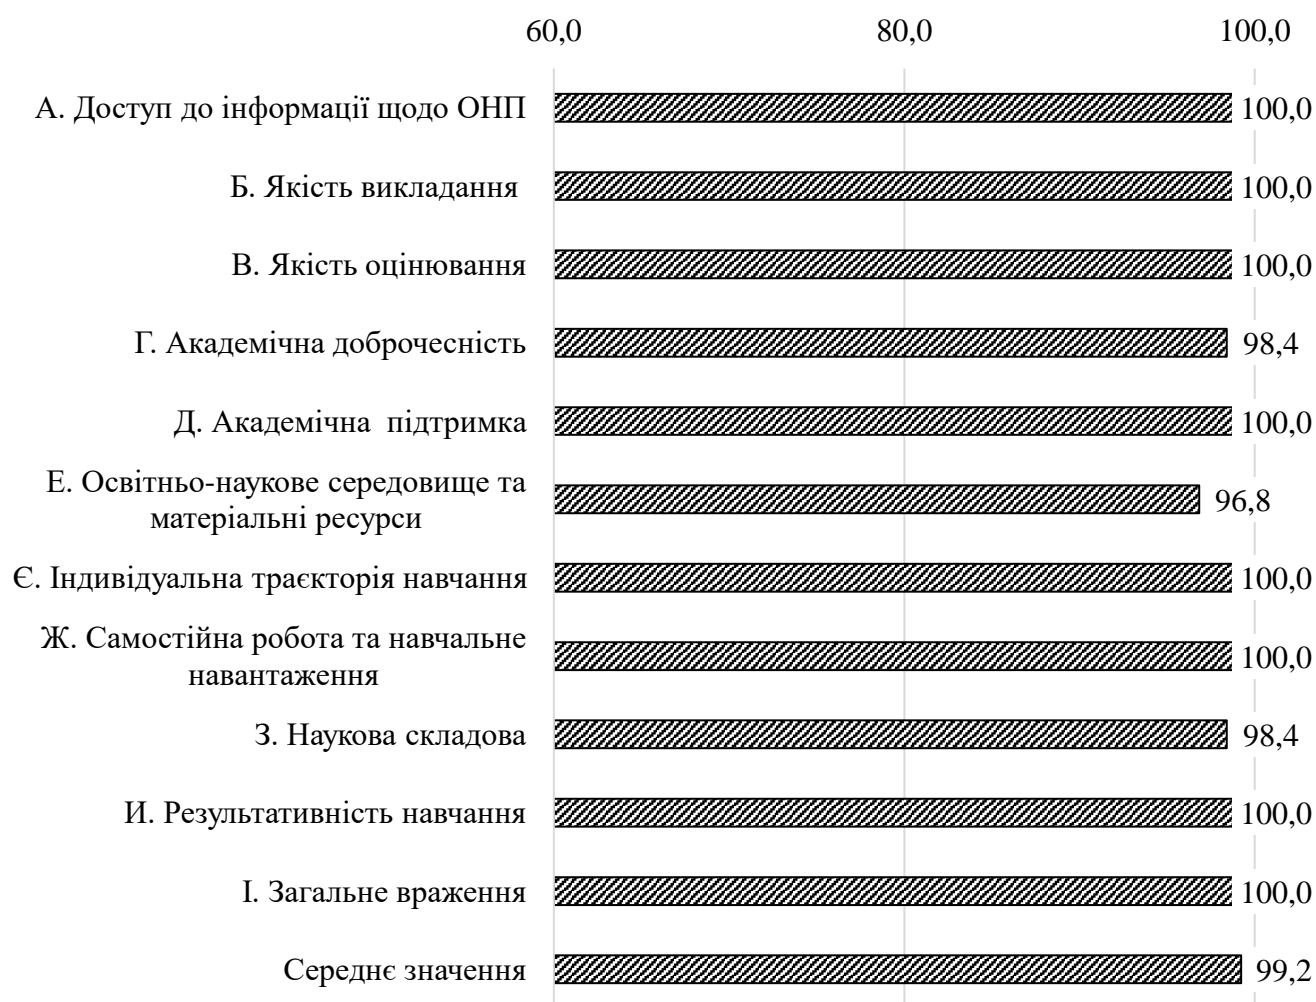 60,0 80,0 100,0
А. Доступ до інформації щодо ОНП 100,0
Б. Якість викладання 100,0
В. Якість оцінювання 100,0
Г. Академічна доброчесність 98,4
Д. Академічна  підтримка 100,0
Е. Освітньо-наукове середовище та
матеріальні ресурси 96,8
Є. Індивідуальна траєкторія навчання 100,0
Ж. Самостійна робота та навчальне
навантаження 100,0
З. Наукова складова 98,4
И. Результативність навчання 100,0
І. Загальне враження 100,0
Середнє значення 99,2